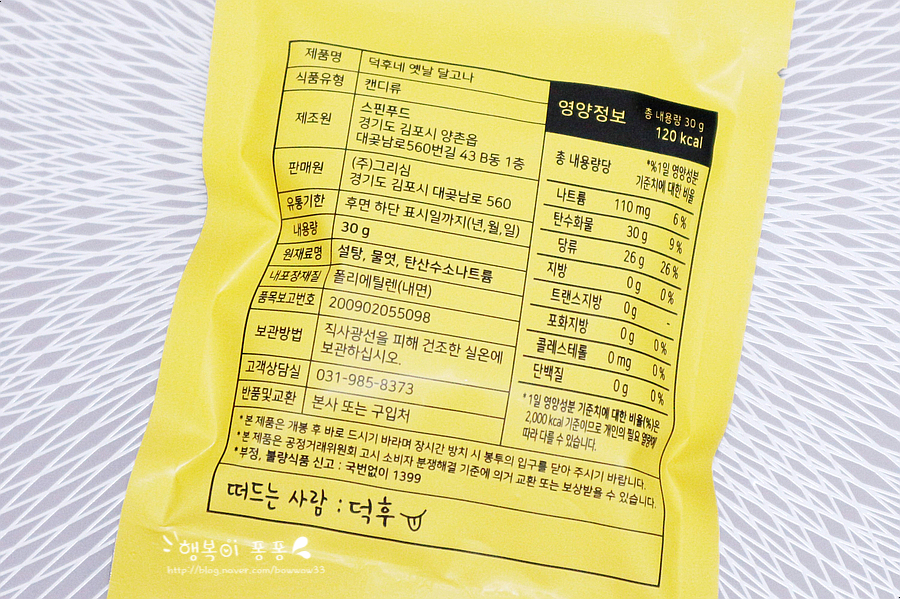 제품명 덕후네 옛날 달고나
식품유형 캔디류
제조원 스핀푸드
경기도 김포시 양촌읍
대곶남로560번길 43 B동 1층
판매원 (주)그리심
경기도 김포시 대곶남로 560
유통기한 후면 하단 표시일까지(년,월,일)
내용량 30 g
원재료명 설탕, 물엿, 탄산수소나트륨
내포장재질 폴리에틸렌(내면)
품목보고번호 200902055098
보관방법 직사광선을 피해 건조한 실온에
보관하십시오.
고객상담실 031-985-8373
반품및교환 본사 또는 구입처
영양정보 총 내용량 30 g
120 kcal
총 내용량당 *%1일 영양성분
기준치에 대한 비율
나트륨 110 mg 6 %
탄수화물 30 g 9 %
당류 26 g 26 %
지방 0 g 0 %
트랜스지방 0 g -
포화지방 0 g 0 %
콜레스테롤 0 mg 0 %
단백질 0 g 0 %
*1일 영양성분 기준치에 대한 비율(%)은
2,000 kcal 기준이므로 개인의 필요 열량에
따라 다를 수 있습니다.
*본 제품은 개봉 후 바로 드시기 바라며 장시간 방치 시 봉투의 입구를 닫아 주시기 바랍니다.
*본 제품은 공정거래위원회 고시 소비자 분쟁해결 기준에 의거 교환 또는 보상받을 수 있습니다.
*부정, 불량식품 신고 : 국번없이 1399
떠드는 사람 : 덕후
행복이 퐁퐁
http://blog.naver.com/bowwow33